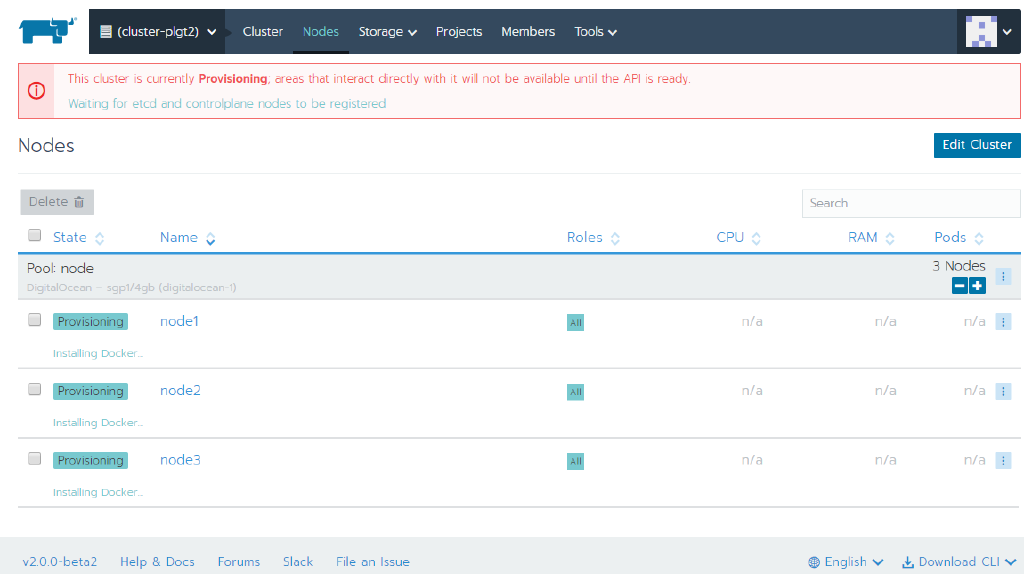 (cluster-plgt2) Cluster Nodes Storage Projects Members Tools
This cluster is currently Provisioning; areas that interact directly with it will not be available until the API is ready.
Waiting for etcd and controlplane nodes to be registered
Nodes Edit Cluster
Delete Search
State Name Roles CPU RAM Pods
Pool: node 3 Nodes
DigitalOcean - sgp1/4gb (digitalocean-1)
Provisioning node1 All n/a n/a n/a
Installing Docker...
Provisioning node2 All n/a n/a n/a
Installing Docker...
Provisioning node3 All n/a n/a n/a
Installing Docker...
v2.0.0-beta2 Help & Docs Forums Slack File an Issue English Download CLI